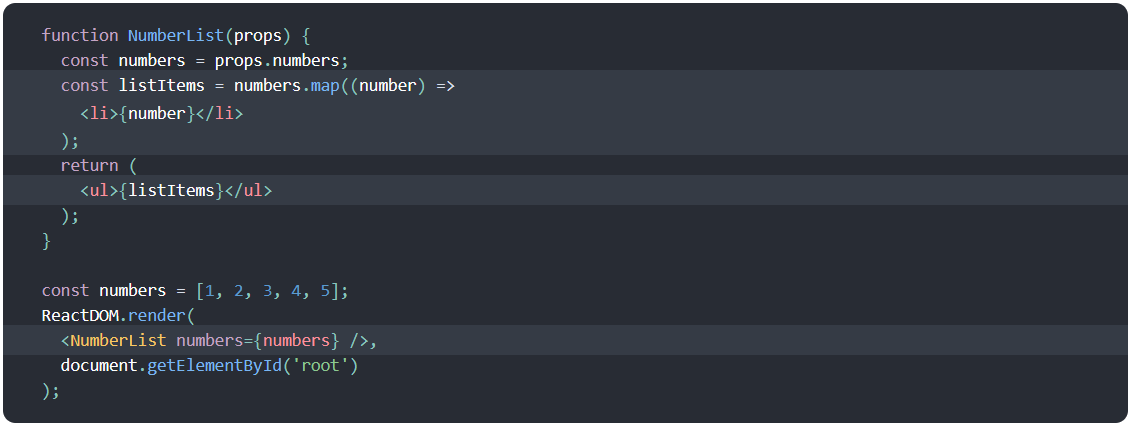 function NumberList(props) {
  const numbers = props.numbers;
  const listItems = numbers.map((number) =>
    <li>{number}</li>
  );
  return (
    <ul>{listItems}</ul>
  );
}

const numbers = [1, 2, 3, 4, 5];
ReactDOM.render(
  <NumberList numbers={numbers} />,
  document.getElementById('root')
);